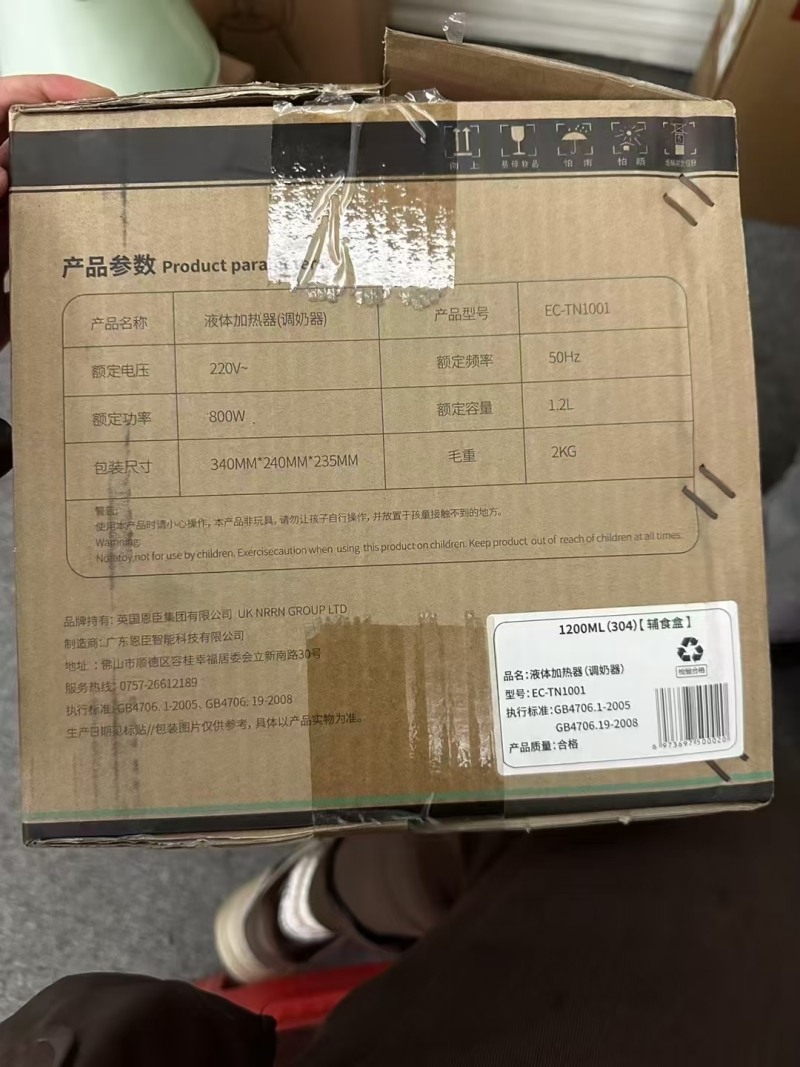 向上 易碎物品 怕雨 怕晒
产品参数 Product para
产品名称 液体加热器(调奶器) 产品型号 EC-TN1001
额定电压 220V~ 额定频率 50Hz
额定功率 800W 额定容量 1.2L
包装尺寸 340MM*240MM*235MM 毛重 2KG
警告:
使用本产品时请小心操作, 本产品非玩具, 请勿让孩子自行操作, 并放置于孩童接触不到的地方。
Warning:
No a toy,not for use by children. Exercisecaution when using this product on children. Keep product out of reach of children at all times.
品牌持有: 英国恩臣集团有限公司 UK NRRN GROUP LTD
制造商: 广东恩臣智能科技有限公司
地址 : 佛山市顺德区容桂幸福居委会立新南路30号
服务热线: 0757-26612189
执行标准: GB4706. 1-2005、GB4706. 19-2008
生产日期见标贴//包装图片仅供参考, 具体以产品实物为准。
1200ML (304)【 辅食盒 】
品名: 液体加热器 (调奶器)
型号: EC-TN1001
执行标准: GB4706.1-2005
GB4706.19-2008
产品质量: 合格
检验合格
6 973697 500020